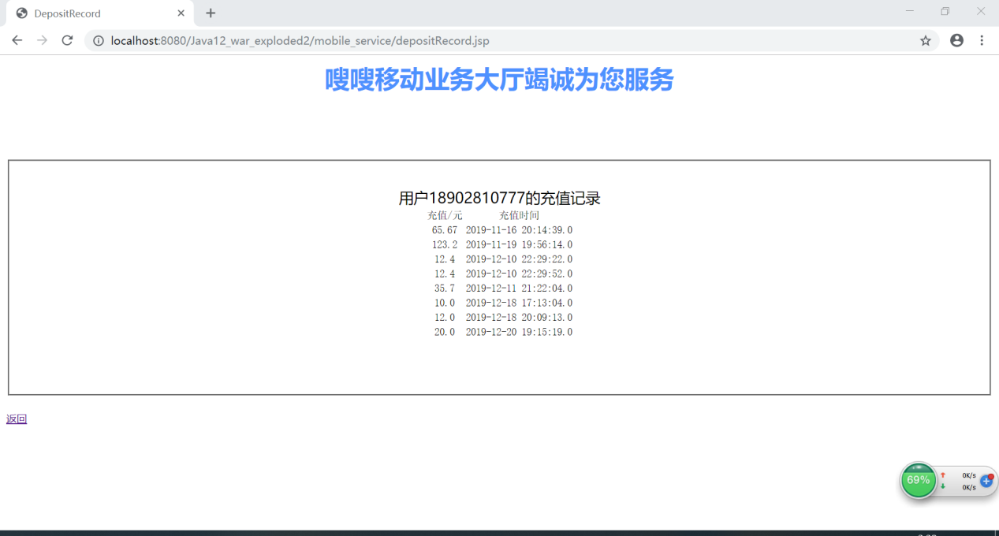 DepositRecord
localhost:8080/Java12_war_exploded2/mobile_service/depositRecord.jsp
嗖嗖移动业务大厅竭诚为您服务
用户18902810777的充值记录
充值/元 充值时间
65.67 2019-11-16 20:14:39.0
123.2 2019-11-19 19:56:14.0
12.4 2019-12-10 22:29:22.0
12.4 2019-12-10 22:29:52.0
35.7 2019-12-11 21:22:04.0
10.0 2019-12-18 17:13:04.0
12.0 2019-12-18 20:09:13.0
20.0 2019-12-20 19:15:19.0
返回
69% 0K/s
0K/s